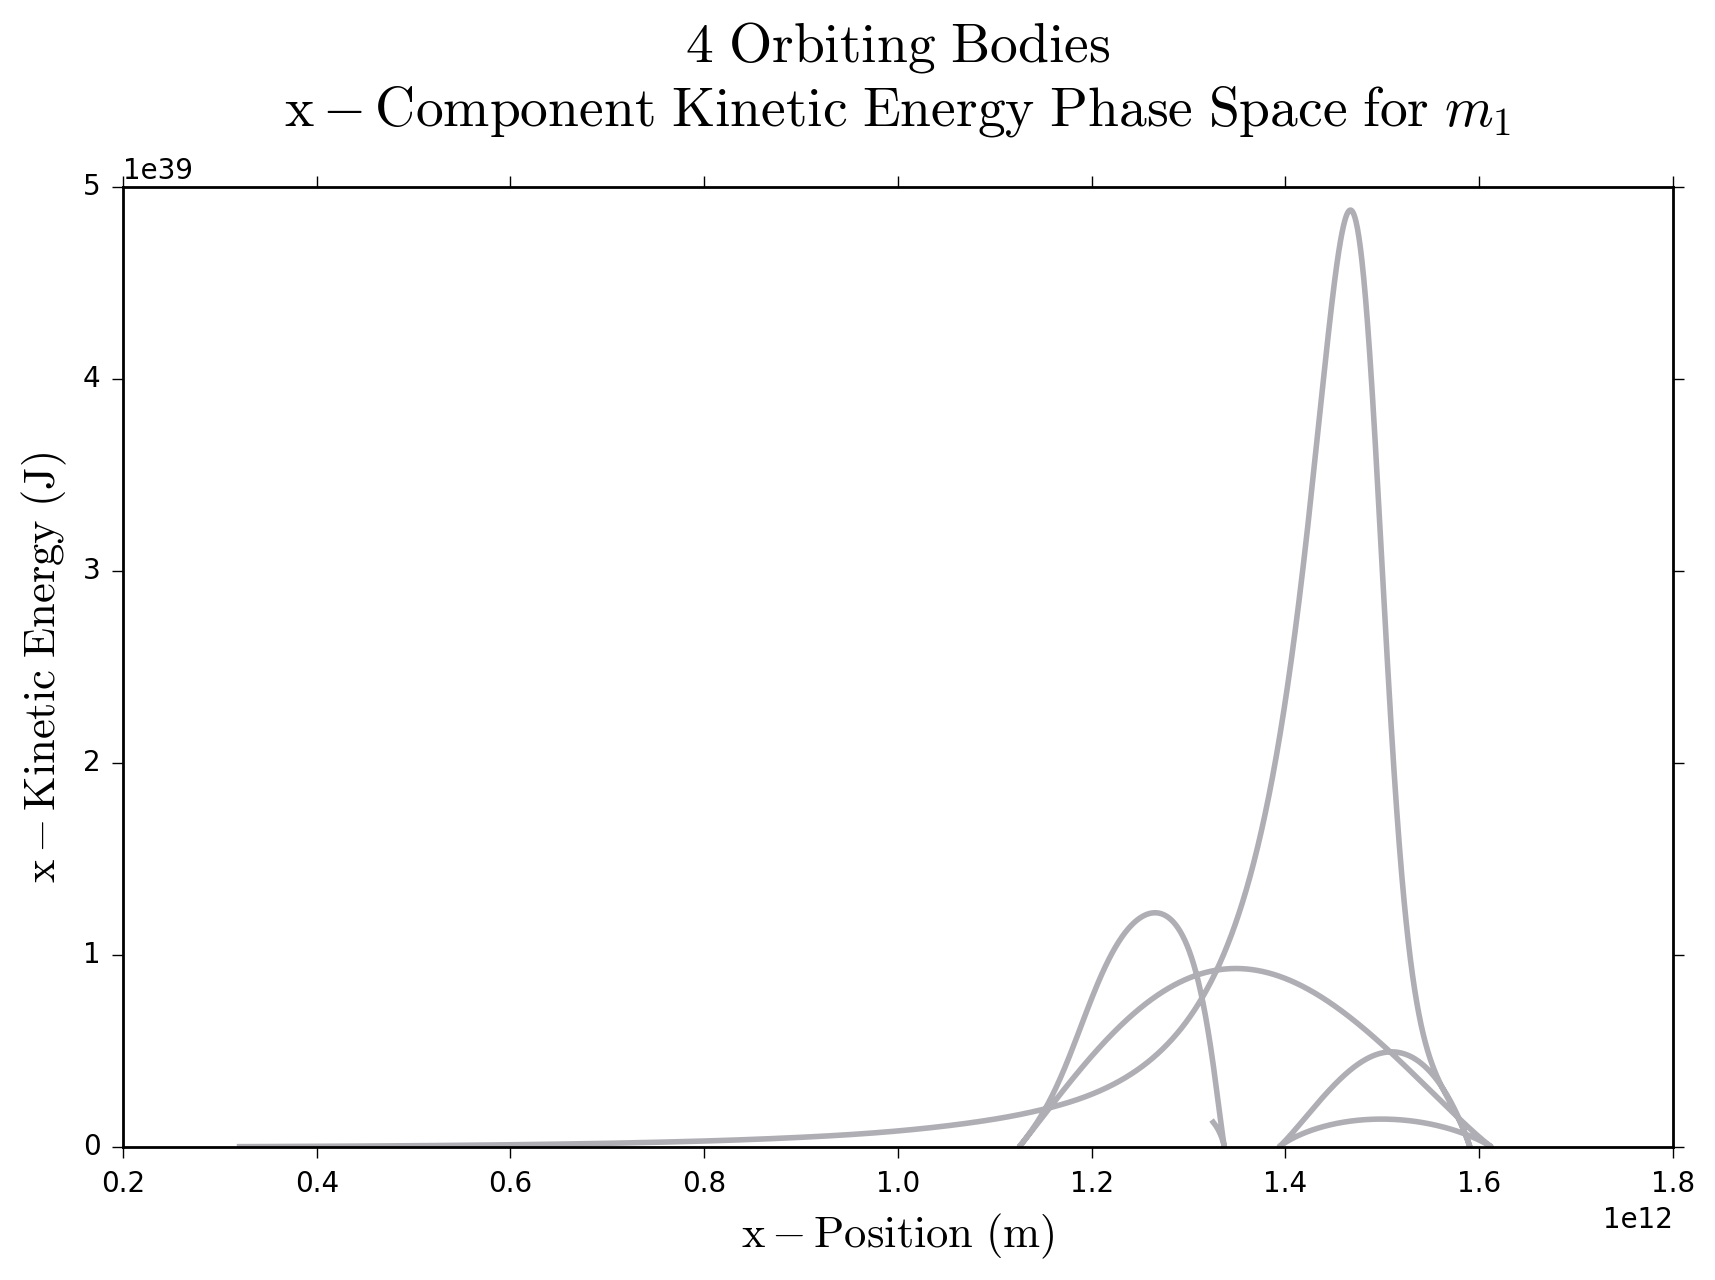 4 Orbiting Bodies
x − Component Kinetic Energy Phase Space for m₁
1e39
5
4
3
2
1
0
x − Kinetic Energy (J)
0.2 0.4 0.6 0.8 1.0 1.2 1.4 1.6 1.8
1e12
x − Position (m)